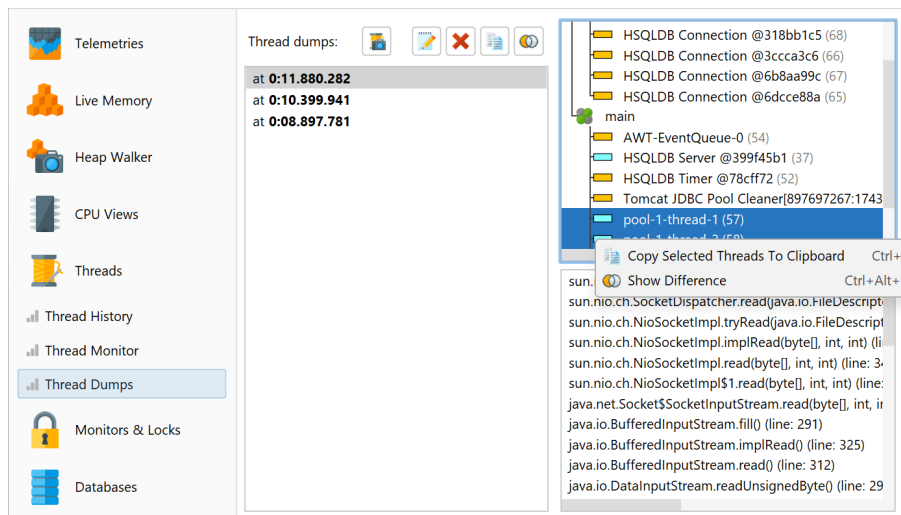 Telemetries
Live Memory
Heap Walker
CPU Views
Threads
Thread History
Thread Monitor
Thread Dumps
Monitors & Locks
Databases
Thread dumps:
at 0:11.880.282
at 0:10.399.941
at 0:08.897.781
HSQLDB Connection @318bb1c5 (68)
HSQLDB Connection @3ccca3c6 (66)
HSQLDB Connection @6b8aa99c (67)
HSQLDB Connection @6dcce88a (65)
main
AWT-EventQueue-0 (54)
HSQLDB Server @399f45b1 (37)
HSQLDB Timer @78cff72 (52)
Tomcat JDBC Pool Cleaner[897697267:1743
pool-1-thread-1 (57)
Copy Selected Threads To Clipboard Ctrl+
Show Difference Ctrl+Alt+
sun.
sun.nio.ch.SocketDispatcher.read(java.io.FileDescript
sun.nio.ch.NioSocketImpl.tryRead(java.io.FileDescript
sun.nio.ch.NioSocketImpl.implRead(byte[], int, int) (li
sun.nio.ch.NioSocketImpl.read(byte[], int, int) (line: 3
sun.nio.ch.NioSocketImpl$1.read(byte[], int, int) (line:
java.net.Socket$SocketInputStream.read(byte[], int, i
java.io.BufferedInputStream.fill() (line: 291)
java.io.BufferedInputStream.implRead() (line: 325)
java.io.BufferedInputStream.read() (line: 312)
java.io.DataInputStream.readUnsignedByte() (line: 29